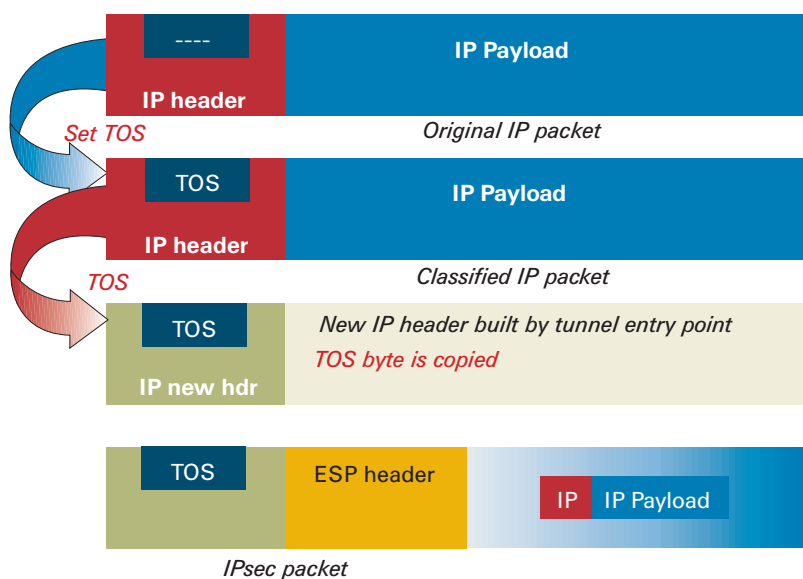 ----
IP Payload
IP header
Set TOS
Original IP packet
TOS
IP Payload
IP header
TOS
Classified IP packet
TOS
New IP header built by tunnel entry point
TOS byte is copied
IP new hdr
TOS
ESP header
IP
IP Payload
IPsec packet